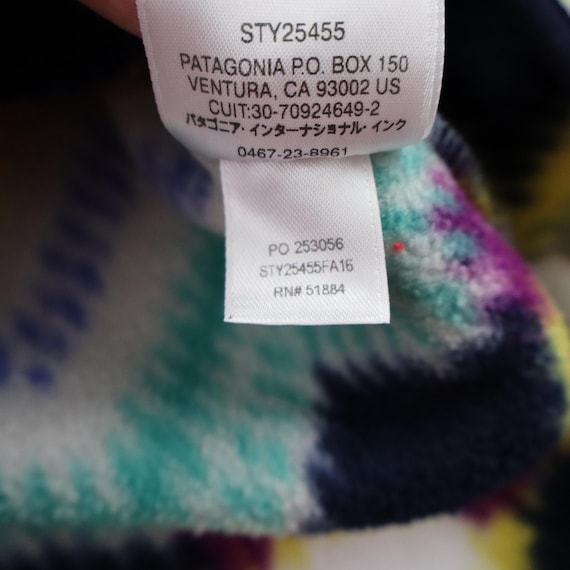 STY25455
PATAGONIA P.O. BOX 150
VENTURA, CA 93002 US
CUIT:30-70924649-2
パタゴニア・インターナショナル・インク
0467-23-8961
PO 253056
STY25455FA16
RN# 51884